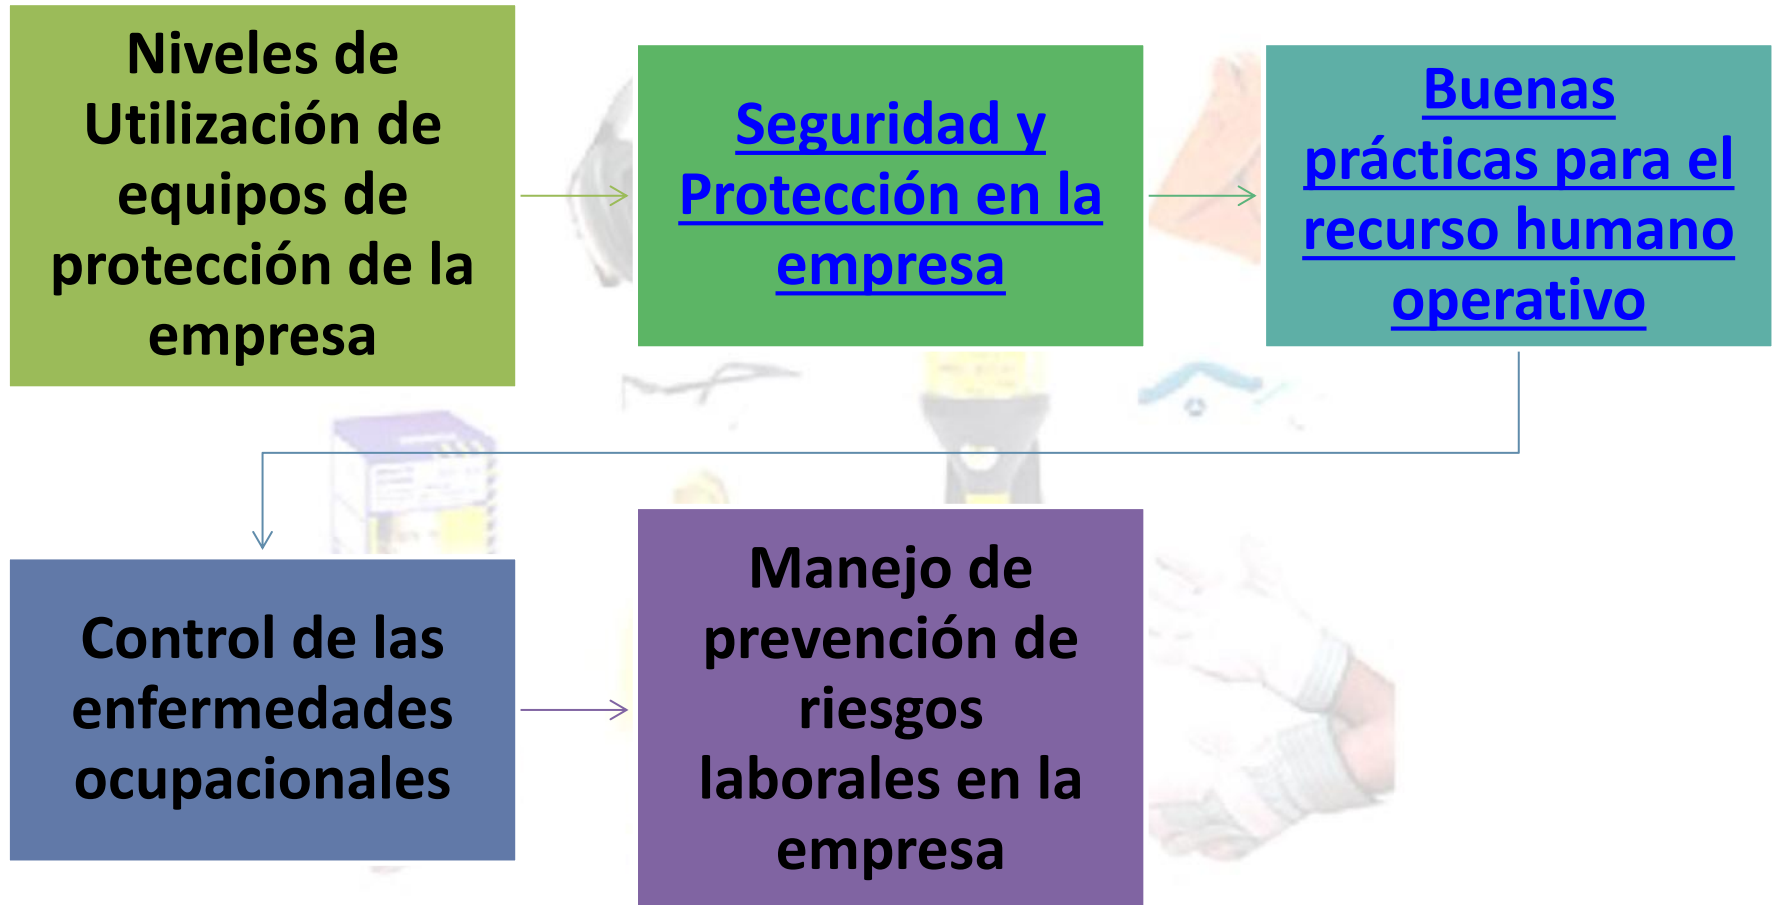 Niveles de
Utilización de
equipos de
protección de la
empresa
Seguridad y
Protección en la
empresa
Buenas
prácticas para el
recurso humano
operativo
Control de las
enfermedades
ocupacionales
Manejo de
prevención de
riesgos
laborales en la
empresa